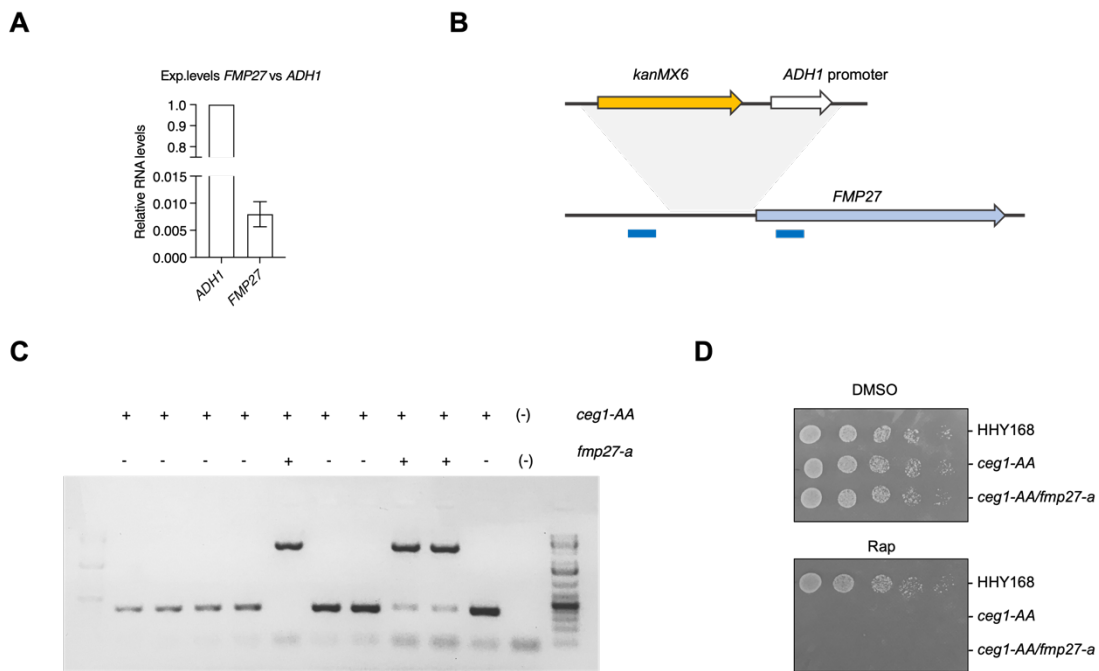 A
Exp.levels FMP27 vs ADH1
Relative RNA levels
1.0
0.9
0.8
0.015
0.010
0.005
0.000
ADH1
FMP27
B
kanMX6
ADH1 promoter
FMP27
C
+ + + + + + + + + + (-) ceg1-AA
- - - - + - - + + - (-) fmp27-a
D
DMSO
HHY168
ceg1-AA
ceg1-AA/fmp27-a
Rap
HHY168
ceg1-AA
ceg1-AA/fmp27-a